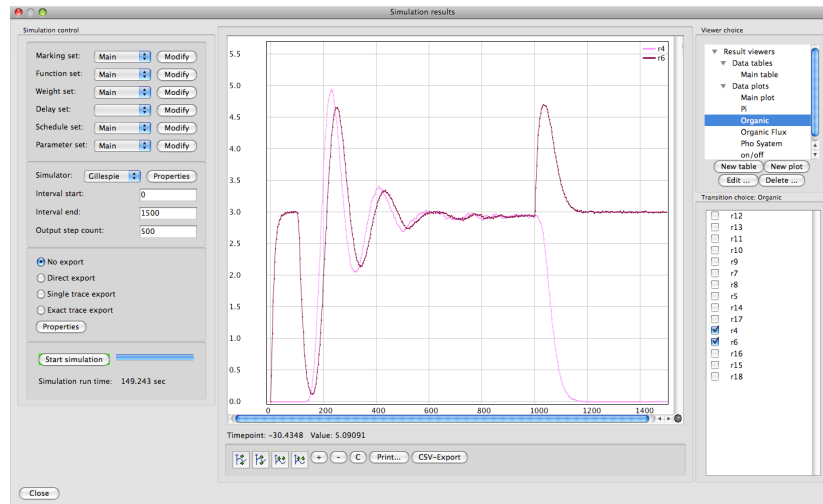 Simulation results
Simulation control
Marking set: Main Modify
Function set: Main Modify
Weight set: Main Modify
Delay set: Modify
Schedule set: Main Modify
Parameter set: Main Modify
Simulator: Gillespie Properties
Interval start: 0
Interval end: 1500
Output step count: 500
No export
Direct export
Single trace export
Exact trace export
Properties
Start simulation
Simulation run time: 149.243 sec
Close
r4
r6
5.5
5.0
4.5
4.0
3.5
3.0
2.5
2.0
1.5
1.0
0.5
0.0
0 200 400 600 800 1000 1200 1400
Timepoint: -30.4348 Value: 5.09091
+ - C Print... CSV-Export
Viewer choice
Result viewers
Data tables
Main table
Data plots
Main plot
Pi
Organic
Organic Flux
Pho Syatem
on/off
New table New plot
Edit ... Delete ...
Transition choice: Organic
r12
r13
r11
r10
r9
r7
r8
r5
r14
r17
r4
r6
r16
r15
r18